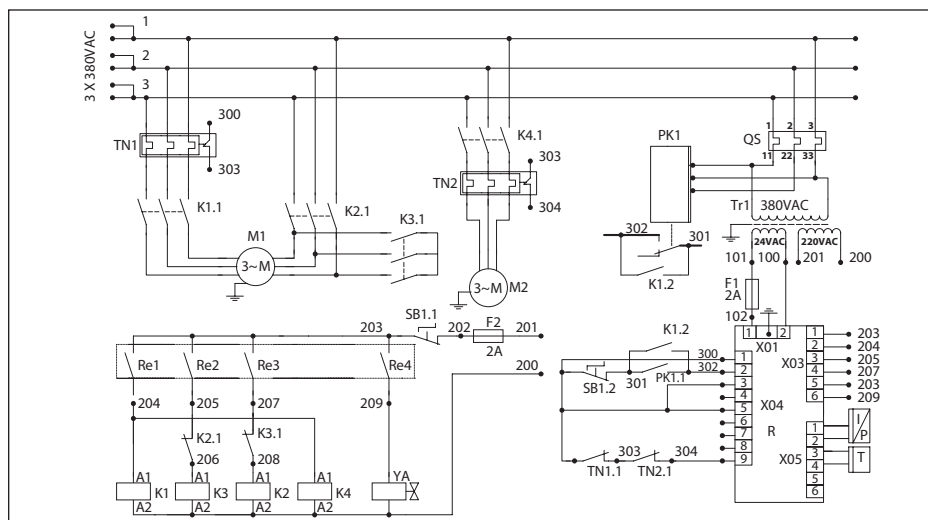 3 X 380VAC
1
2
3
300
303
TN1
K1.1
M1
3~M
K2.1
K3.1
K4.1
303
TN2
304
3~M
M2
PK1
302
301
K1.2
1 2 3
QS
11 22 33
Tr1 380VAC
24VAC 220VAC
101 100 201 200
F1
2A
102
203 SB1.1 202 F2 201
2A
200
Re1 Re2 Re3 Re4
204 205 207 209
K2.1 K3.1
206 208
A1 A1 A1 A1 YA
K1 K3 K2 K4
A2 A2 A2 A2
K1.2
300
302
SB1.2 301 PK1.1
303 304
TN1.1 TN2.1
1 2
X01
1
2
3
4
5
6
7
8
9
X04
R
X03
1
2
3
4
5
6
203
204
205
207
203
209
X05
1
2
3
4
5
6
I/P
T